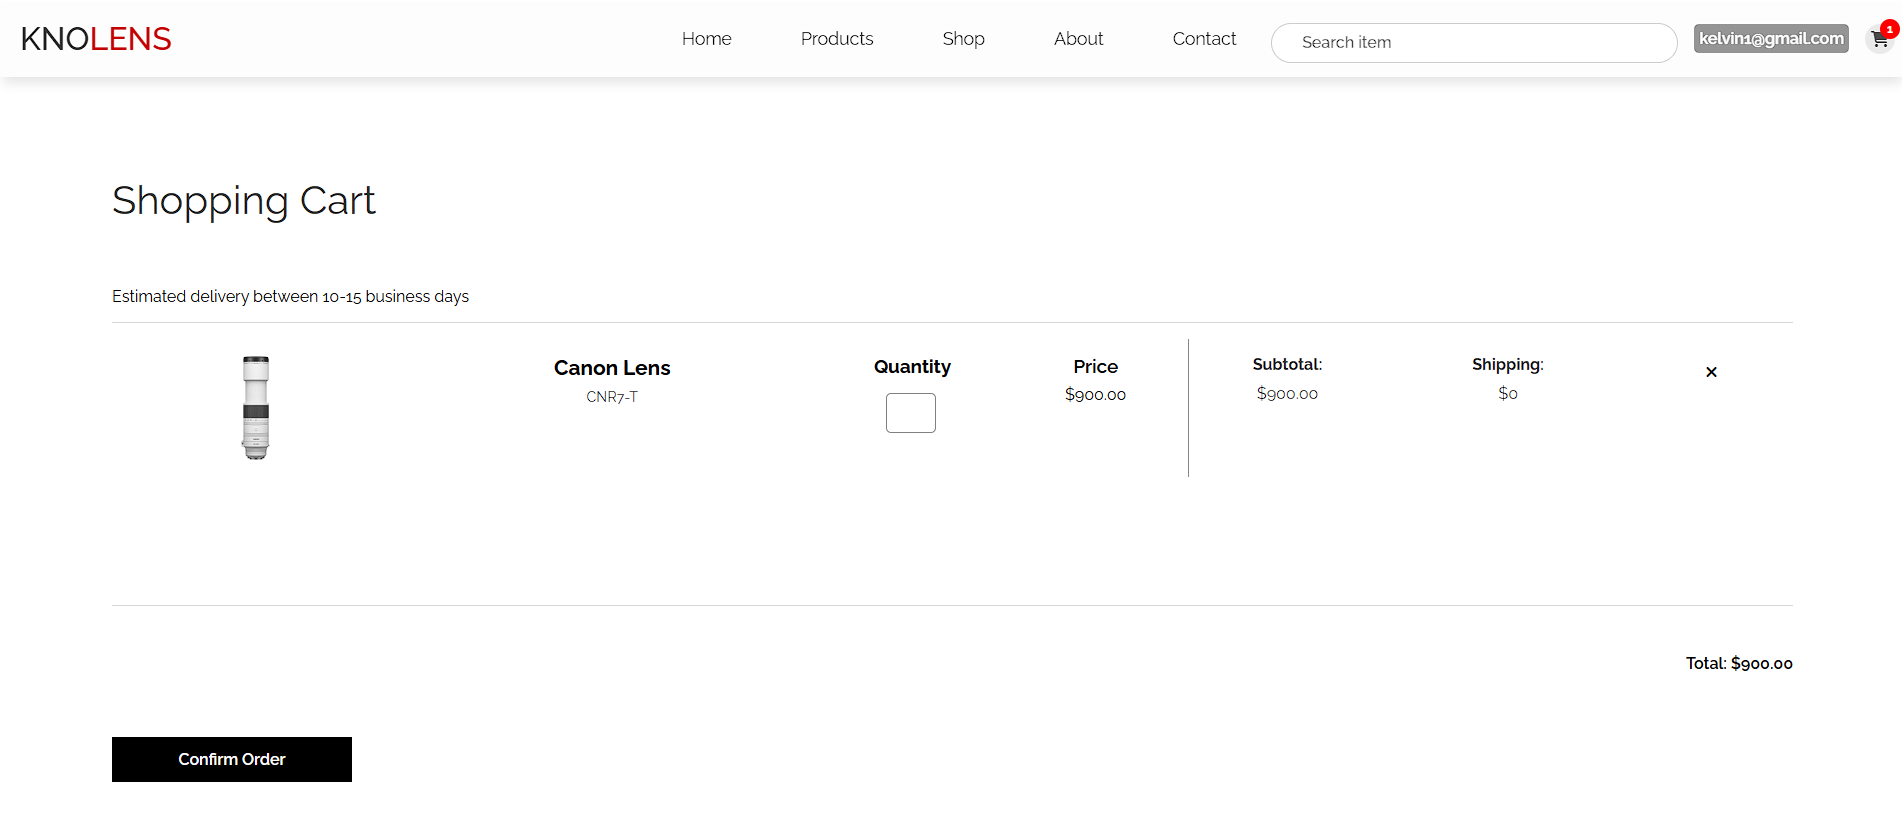 KNOLENS
Home
Products
Shop
About
Contact
Search item
kelvin1@gmail.com
1
Shopping Cart
Estimated delivery between 10-15 business days
Canon Lens
CNR7-T
Quantity
Price
$900.00
Subtotal:
$900.00
Shipping:
$0
×
Total: $900.00
Confirm Order